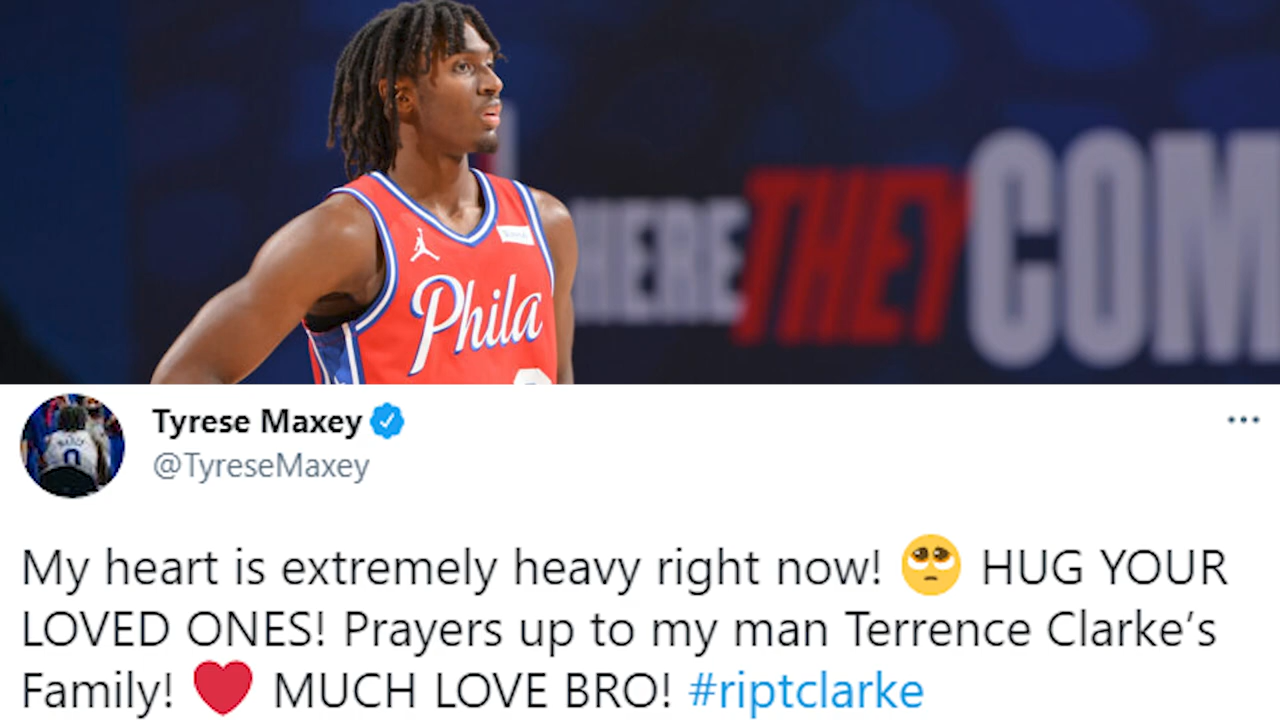 HERE THEY COM
Phila
Tyrese Maxey
@TyreseMaxey
My heart is extremely heavy right now! 🥺 HUG YOUR
LOVED ONES! Prayers up to my man Terrence Clarke’s
Family! ❤️ MUCH LOVE BRO! #riptclarke